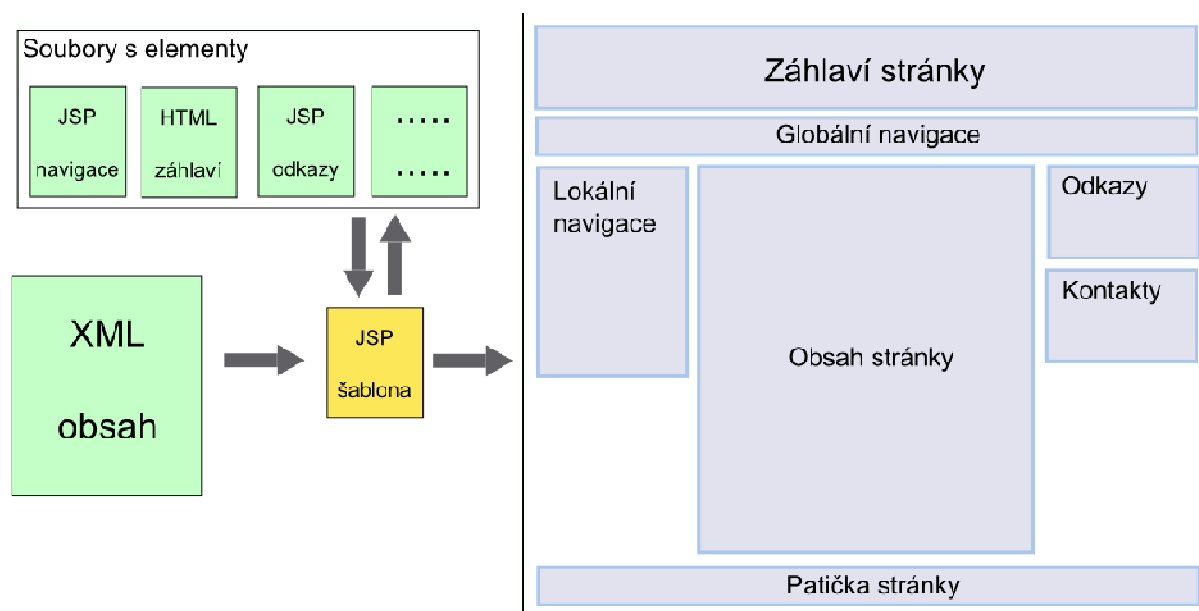 Soubory s elementy
JSP
navigace
HTML
záhlaví
JSP
odkazy
.....
.....
XML
obsah
JSP
šablona
Záhlaví stránky
Globální navigace
Lokální
navigace
Obsah stránky
Odkazy
Kontakty
Patička stránky